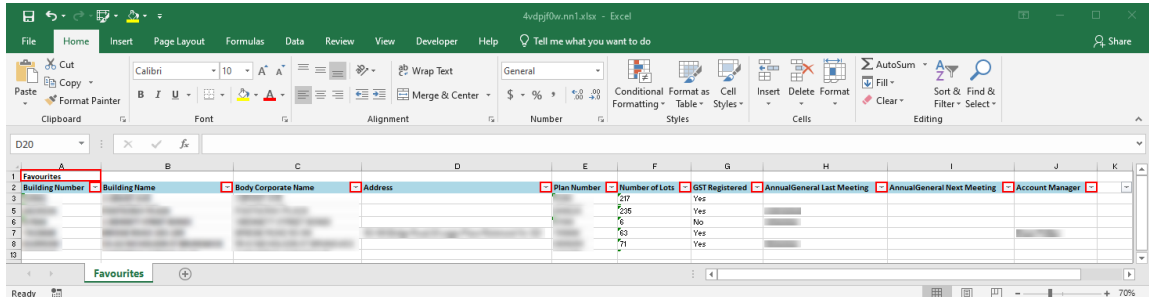 4vdpjf0w.nn1.xlsx - Excel
File Home Insert Page Layout Formulas Data Review View Developer Help Tell me what you want to do Share
Paste
Cut
Copy
Format Painter
Clipboard
Calibri 10 A A
B I U A
Font
ab Wrap Text
Merge & Center
Alignment
General
$ - % ,
Number
Conditional Formatting
Format as Table
Cell Styles
Styles
Insert Delete Format
Cells
AutoSum
Fill
Clear
Sort & Filter
Find & Select
Editing
D20 fx
A B C D E F G H I J K
1 Favourites
2 Building Number Building Name Body Corporate Name Address Plan Number Number of Lots GST Registered AnnualGeneral Last Meeting AnnualGeneral Next Meeting Account Manager
3 217 Yes
5 235 Yes
6 6 No
7 63 Yes
8 71 Yes
13
Favourites
Ready 70%